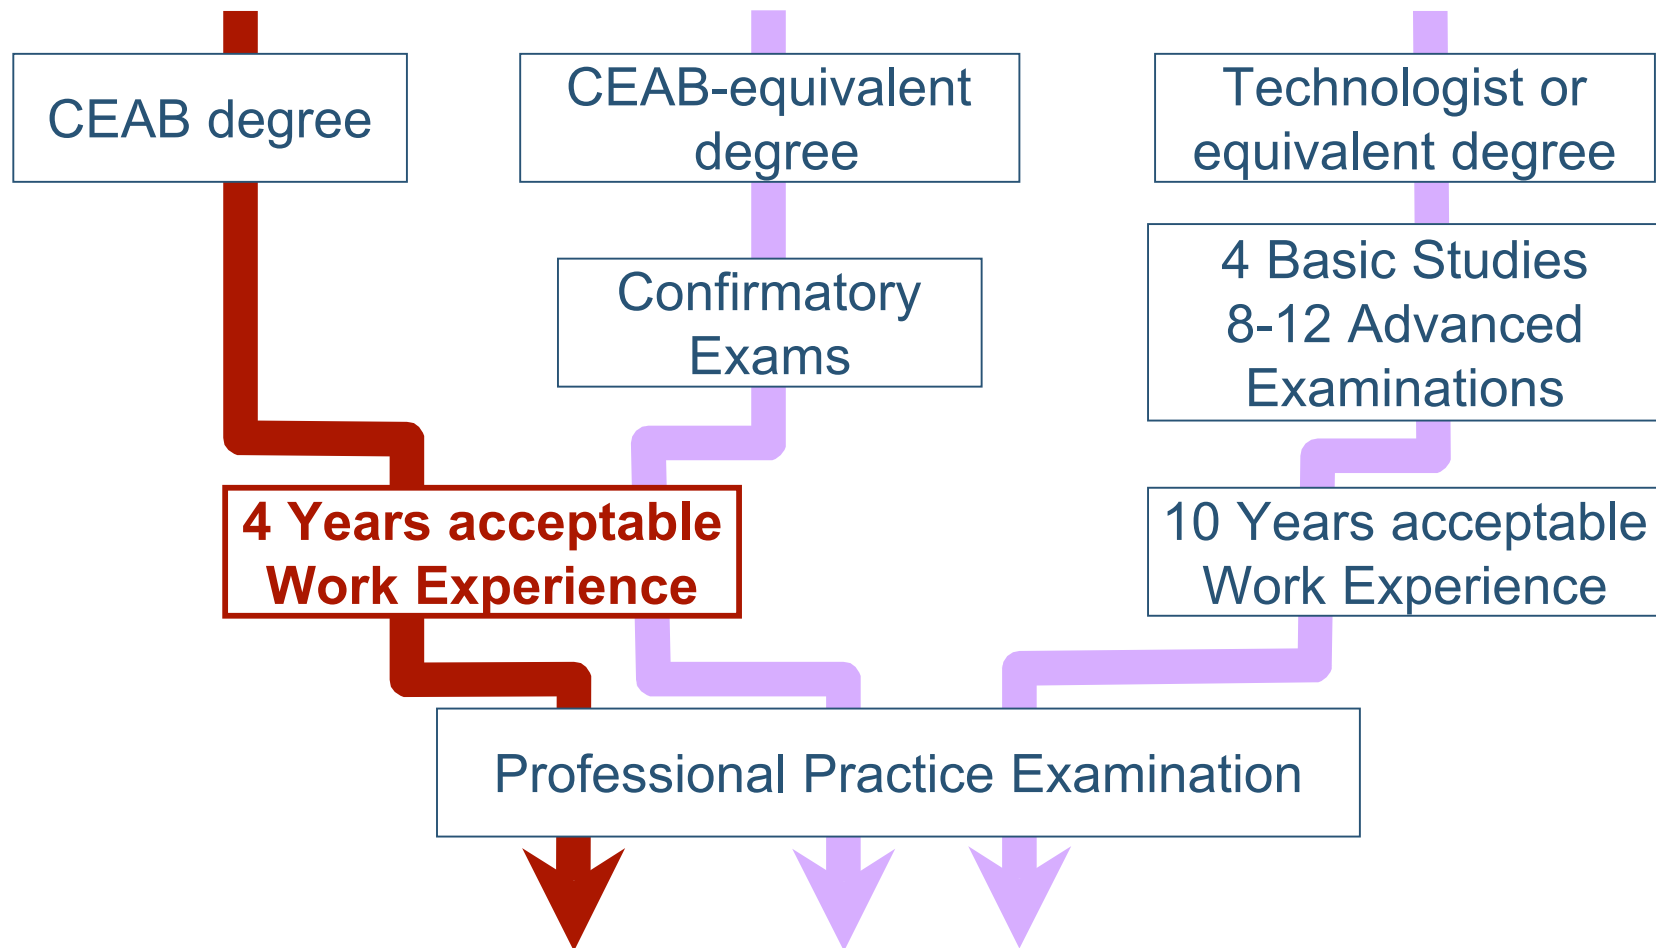 CEAB degree
CEAB-equivalent
degree
Technologist or
equivalent degree
Confirmatory
Exams
4 Basic Studies
8-12 Advanced
Examinations
4 Years acceptable
Work Experience
10 Years acceptable
Work Experience
Professional Practice Examination